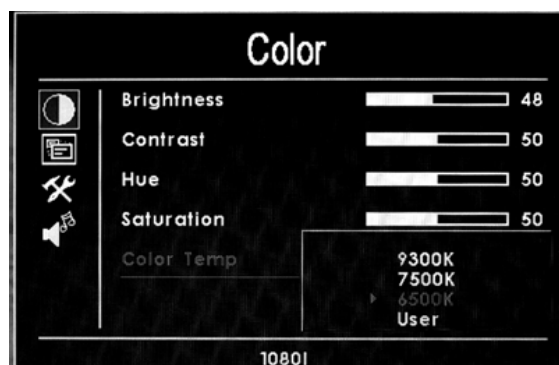 Color
Brightness 48
Contrast 50
Hue 50
Saturation 50
Color Temp
9300K
7500K
6500K
User
1080I